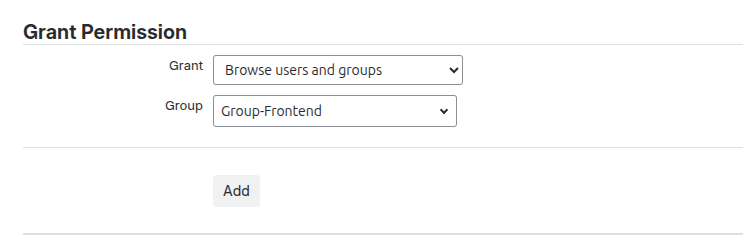 Grant Permission
Grant Browse users and groups
Group Group-Frontend
Add